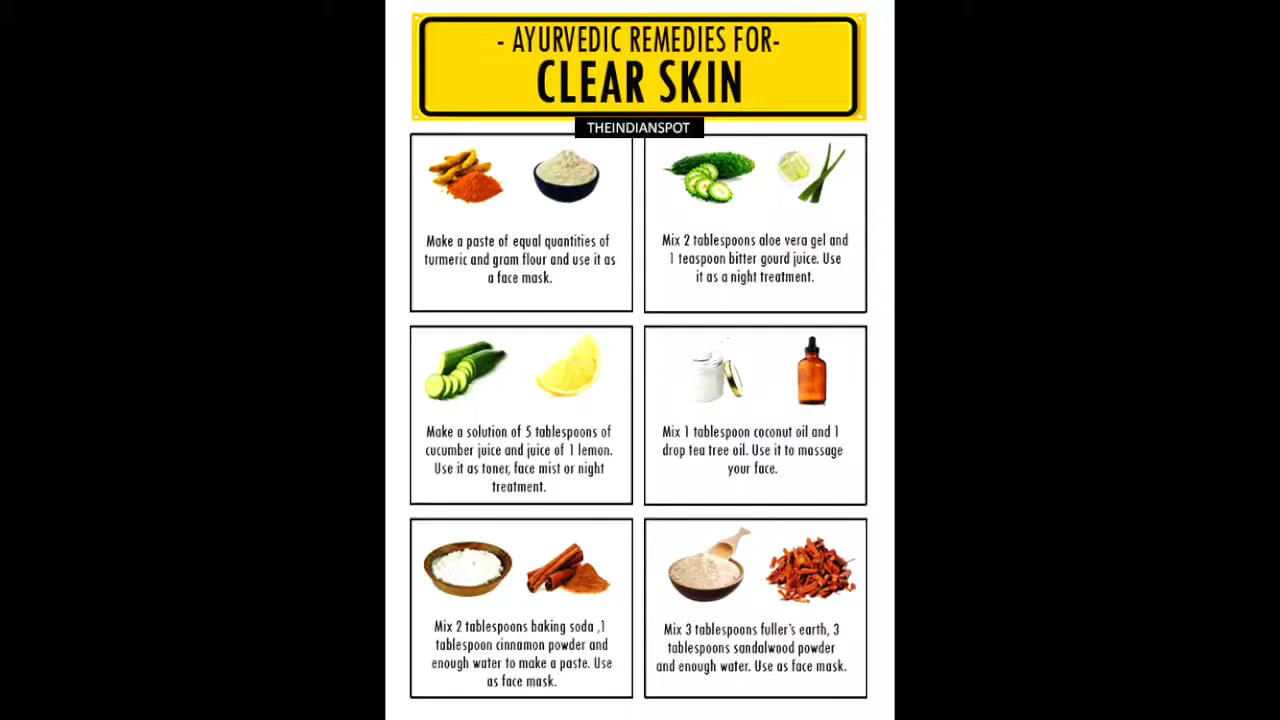 - AYURVEDIC REMEDIES FOR-
CLEAR SKIN
THEINDIANSPOT
Make a paste of equal quantities of
turmeric and gram flour and use it as
a face mask.
Mix 2 tablespoons aloe vera gel and
1 teaspoon bitter gourd juice. Use
it as a night treatment.
Make a solution of 5 tablespoons of
cucumber juice and juice of 1 lemon.
Use it as toner, face mist or night
treatment.
Mix 1 tablespoon coconut oil and 1
drop tea tree oil. Use it to massage
your face.
Mix 2 tablespoons baking soda ,1
tablespoon cinnamon powder and
enough water to make a paste. Use
as face mask.
Mix 3 tablespoons fuller's earth, 3
tablespoons sandalwood powder
and enough water. Use as face mask.